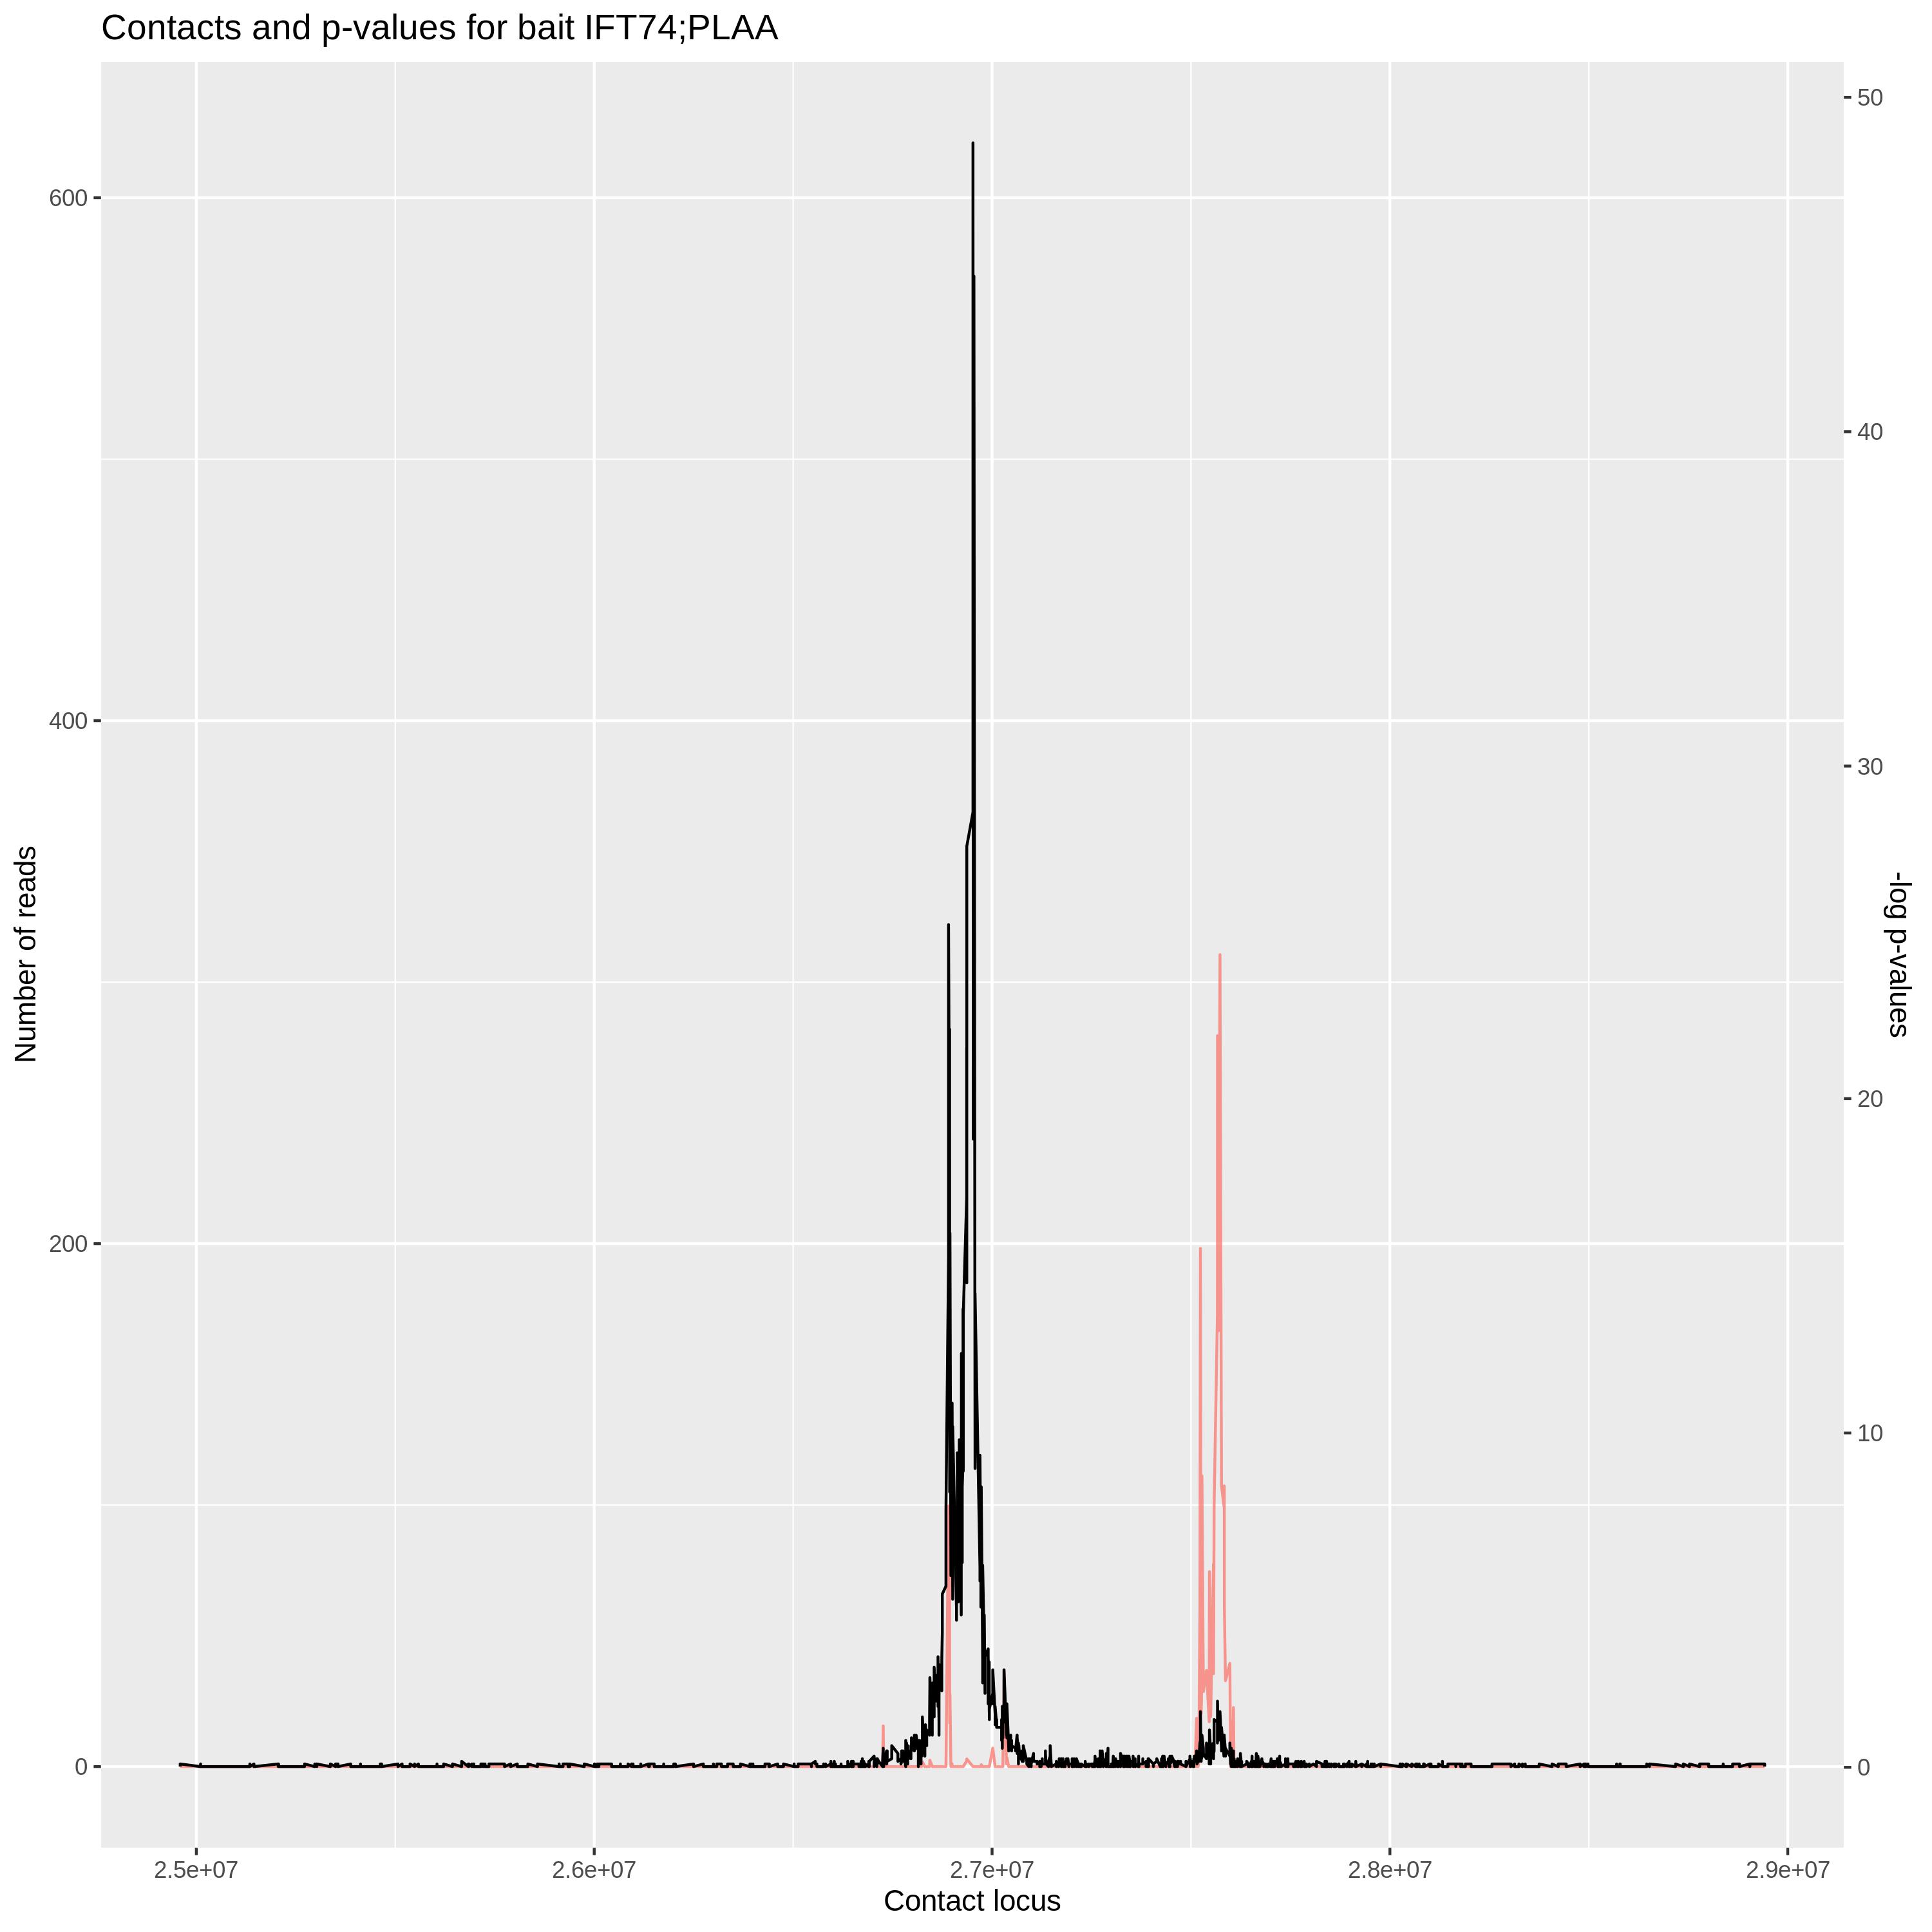 Contacts and p-values for bait IFT74;PLAA
600
400
200
0
Number of reads
50
40
30
20
10
0
-log p-values
2.5e+07
2.6e+07
2.7e+07
2.8e+07
2.9e+07
Contact locus